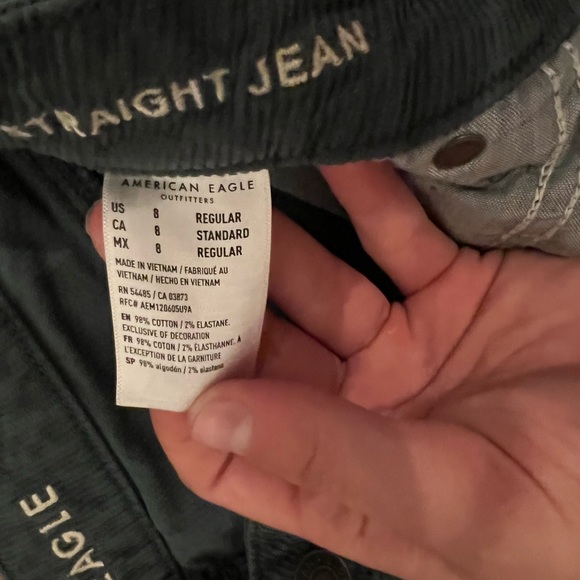 STRAIGHT JEAN
AMERICAN EAGLE
OUTFITTERS
US 8 REGULAR
CA 8 STANDARD
MX 8 REGULAR
MADE IN VIETNAM / FABRIQUÉ AU
VIETNAM / HECHO EN VIETNAM
RN 54485 / CA 03873
RFC# AEM120605U9A
EN 98% COTTON / 2% ELASTANE.
EXCLUSIVE OF DECORATION
FR 98% COTON / 2% ÉLASTHANNE. À
L'EXCEPTION DE LA GARNITURE
SP 98% algodón / 2% elastano
EAGLE